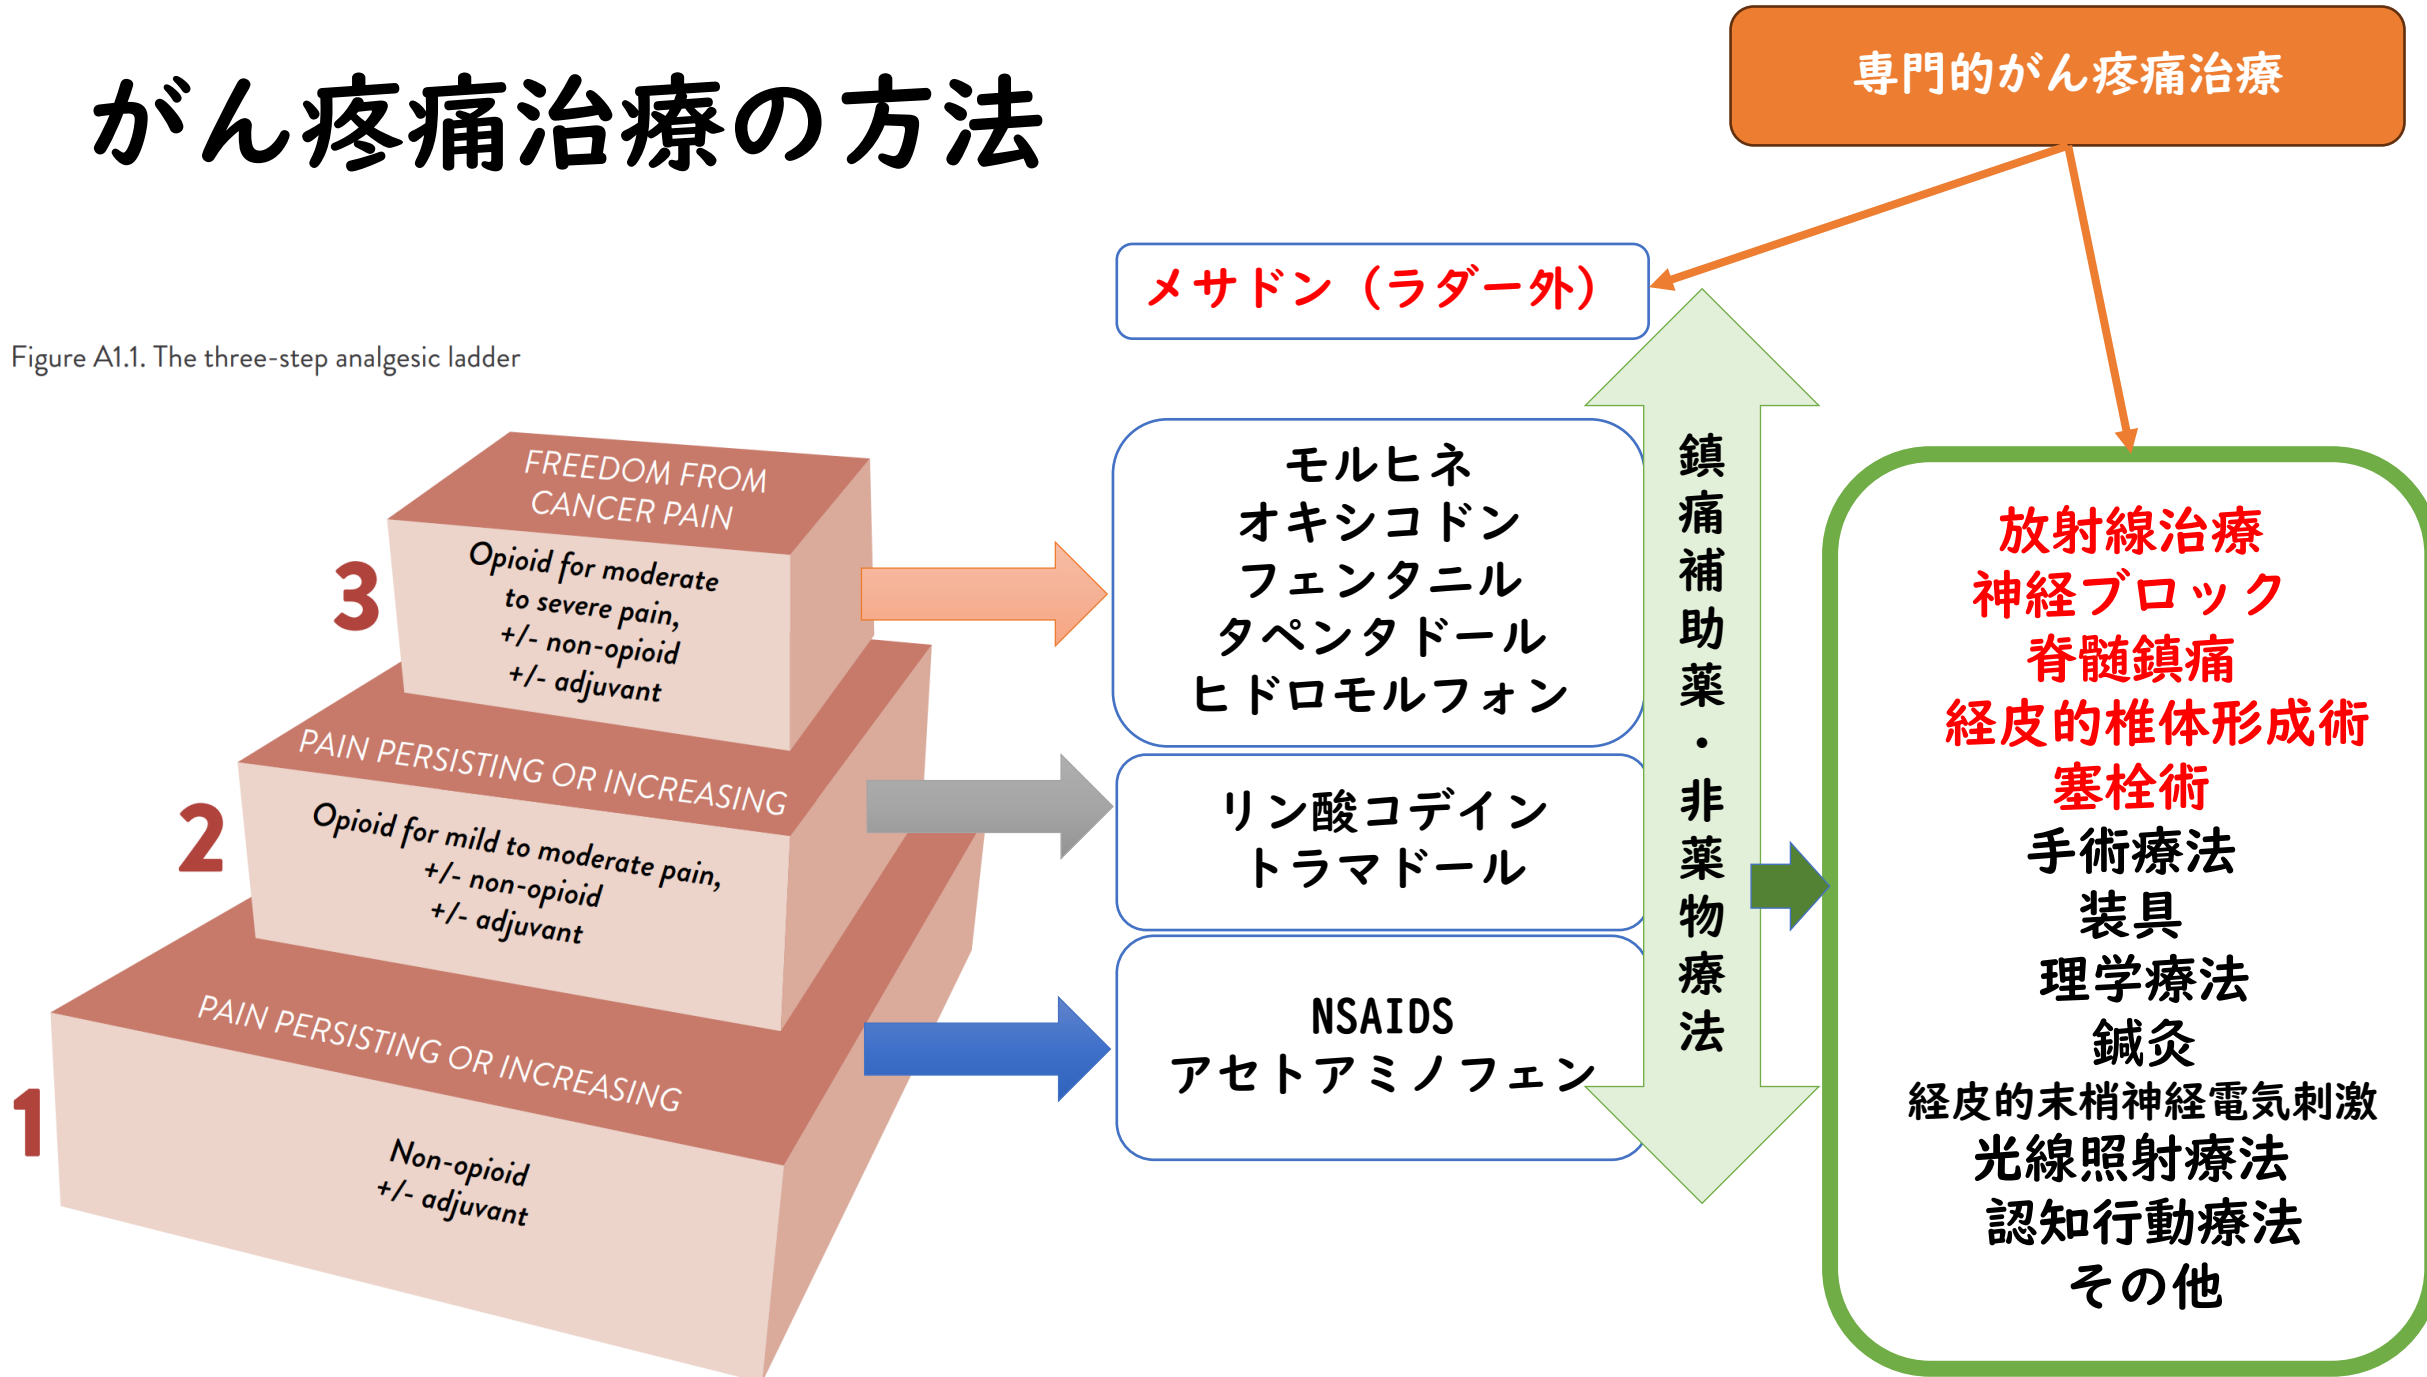 がん疼痛治療の方法
専門的がん疼痛治療
Figure A1.1. The three-step analgesic ladder
3
FREEDOM FROM
CANCER PAIN
Opioid for moderate
to severe pain,
+/- non-opioid
+/- adjuvant
2
PAIN PERSISTING OR INCREASING
Opioid for mild to moderate pain,
+/- non-opioid
+/- adjuvant
1
PAIN PERSISTING OR INCREASING
Non-opioid
+/- adjuvant
メサドン（ラダー外）
モルヒネ
オキシコドン
フェンタニル
タペンタドール
ヒドロモルフォン
リン酸コデイン
トラマドール
NSAIDS
アセトアミノフェン
鎮痛補助薬・非薬物療法
放射線治療
神経ブロック
脊髄鎮痛
経皮的椎体形成術
塞栓術
手術療法
装具
理学療法
鍼灸
経皮的末梢神経電気刺激
光線照射療法
認知行動療法
その他